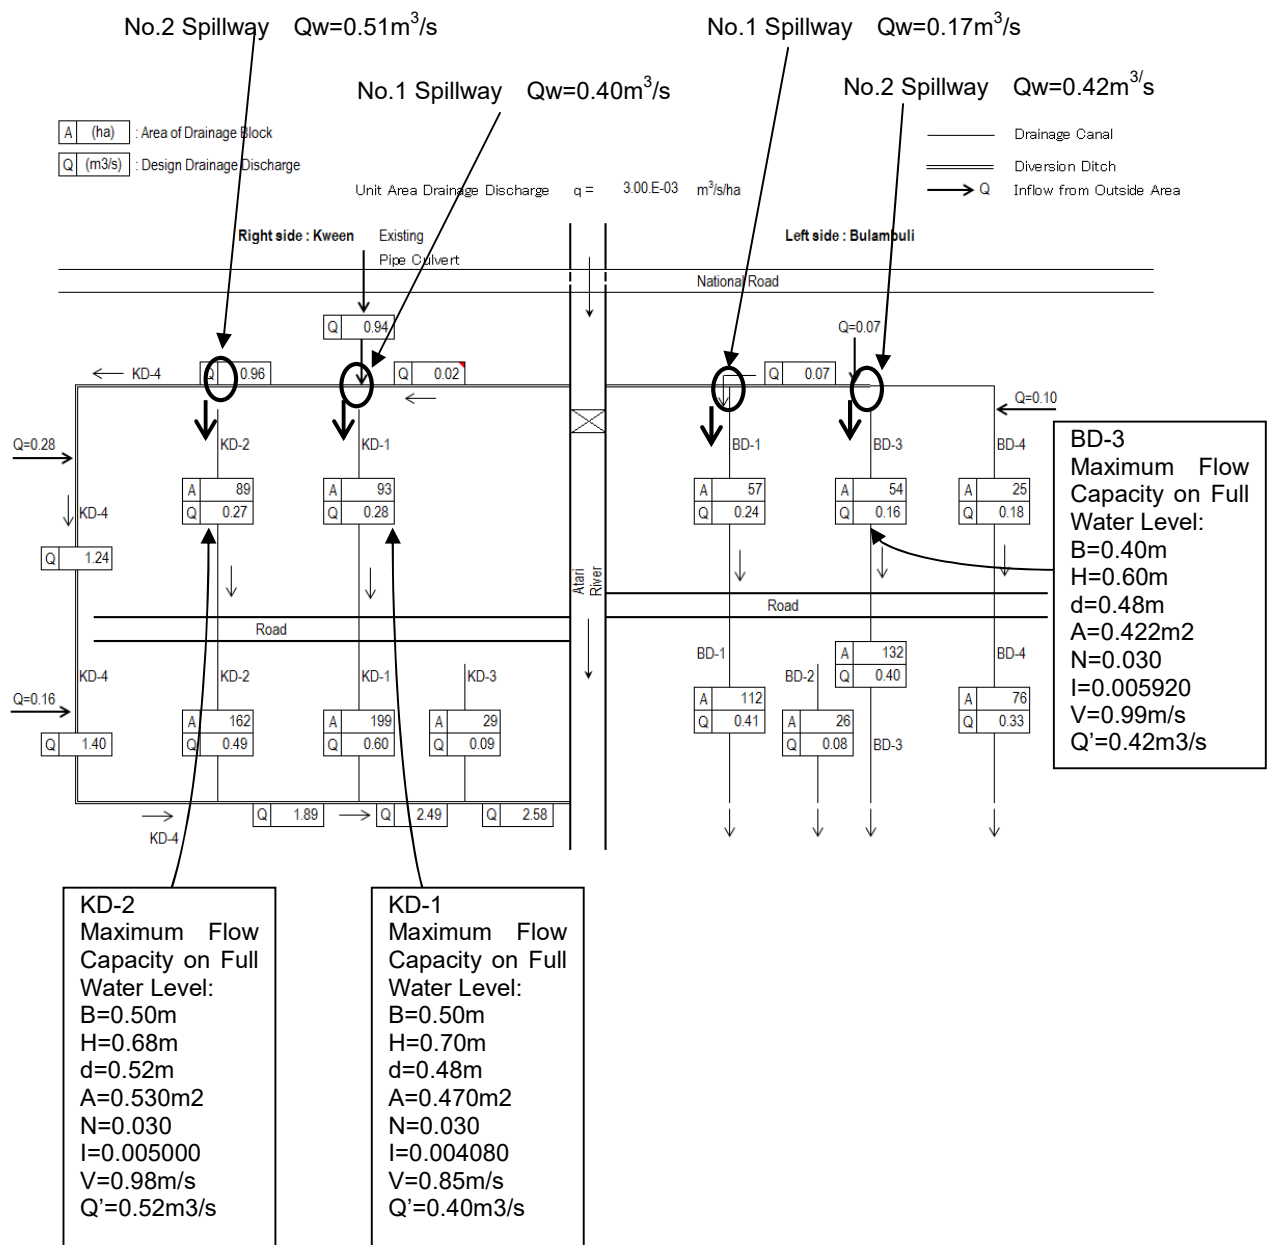 No.2 Spillway Qw=0.51m3/s
No.1 Spillway Qw=0.17m3/s
No.1 Spillway Qw=0.40m3/s
No.2 Spillway Qw=0.42m3/s
A (ha) : Area of Drainage Block
Q (m3/s) : Design Drainage Discharge
Drainage Canal
Diversion Ditch
Q Inflow from Outside Area
Unit Area Drainage Discharge q = 3.00.E-03 m3/s/ha
Right side : Kween
Existing
Pipe Culvert
Left side : Bulambuli
National Road
Q 0.94
Q=0.07
KD-4
Q 0.96
Q 0.02
Q 0.07
Q=0.10
Q=0.28
KD-2
KD-1
BD-1
BD-3
BD-4
A 89
Q 0.27
A 93
Q 0.28
A 57
Q 0.24
A 54
Q 0.16
A 25
Q 0.18
KD-4
Q 1.24
Atari
River
Road
Road
BD-3
Maximum Flow
Capacity on Full
Water Level:
B=0.40m
H=0.60m
d=0.48m
A=0.422m2
N=0.030
I=0.005920
V=0.99m/s
Q’=0.42m3/s
KD-4
KD-2
KD-1
KD-3
BD-1
BD-2
A 132
Q 0.40
BD-4
Q=0.16
Q 1.40
A 162
Q 0.49
A 199
Q 0.60
A 29
Q 0.09
A 112
Q 0.41
A 26
Q 0.08
BD-3
A 76
Q 0.33
KD-4
Q 1.89
Q 2.49
Q 2.58
KD-2
Maximum Flow
Capacity on Full
Water Level:
B=0.50m
H=0.68m
d=0.52m
A=0.530m2
N=0.030
I=0.005000
V=0.98m/s
Q’=0.52m3/s
KD-1
Maximum Flow
Capacity on Full
Water Level:
B=0.50m
H=0.70m
d=0.48m
A=0.470m2
N=0.030
I=0.004080
V=0.85m/s
Q’=0.40m3/s